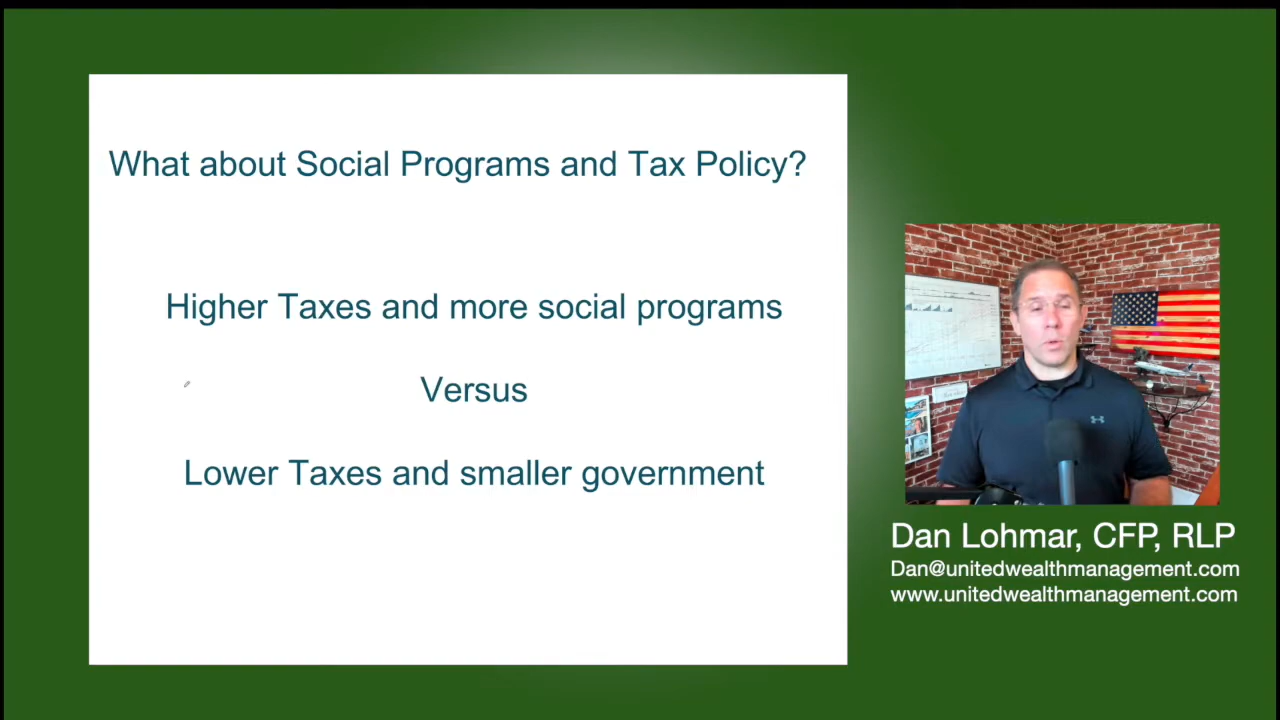 What about Social Programs and Tax Policy?
Higher Taxes and more social programs
Versus
Lower Taxes and smaller government
Dan Lohmar, CFP, RLP
Dan@unitedwealthmanagement.com
www.unitedwealthmanagement.com